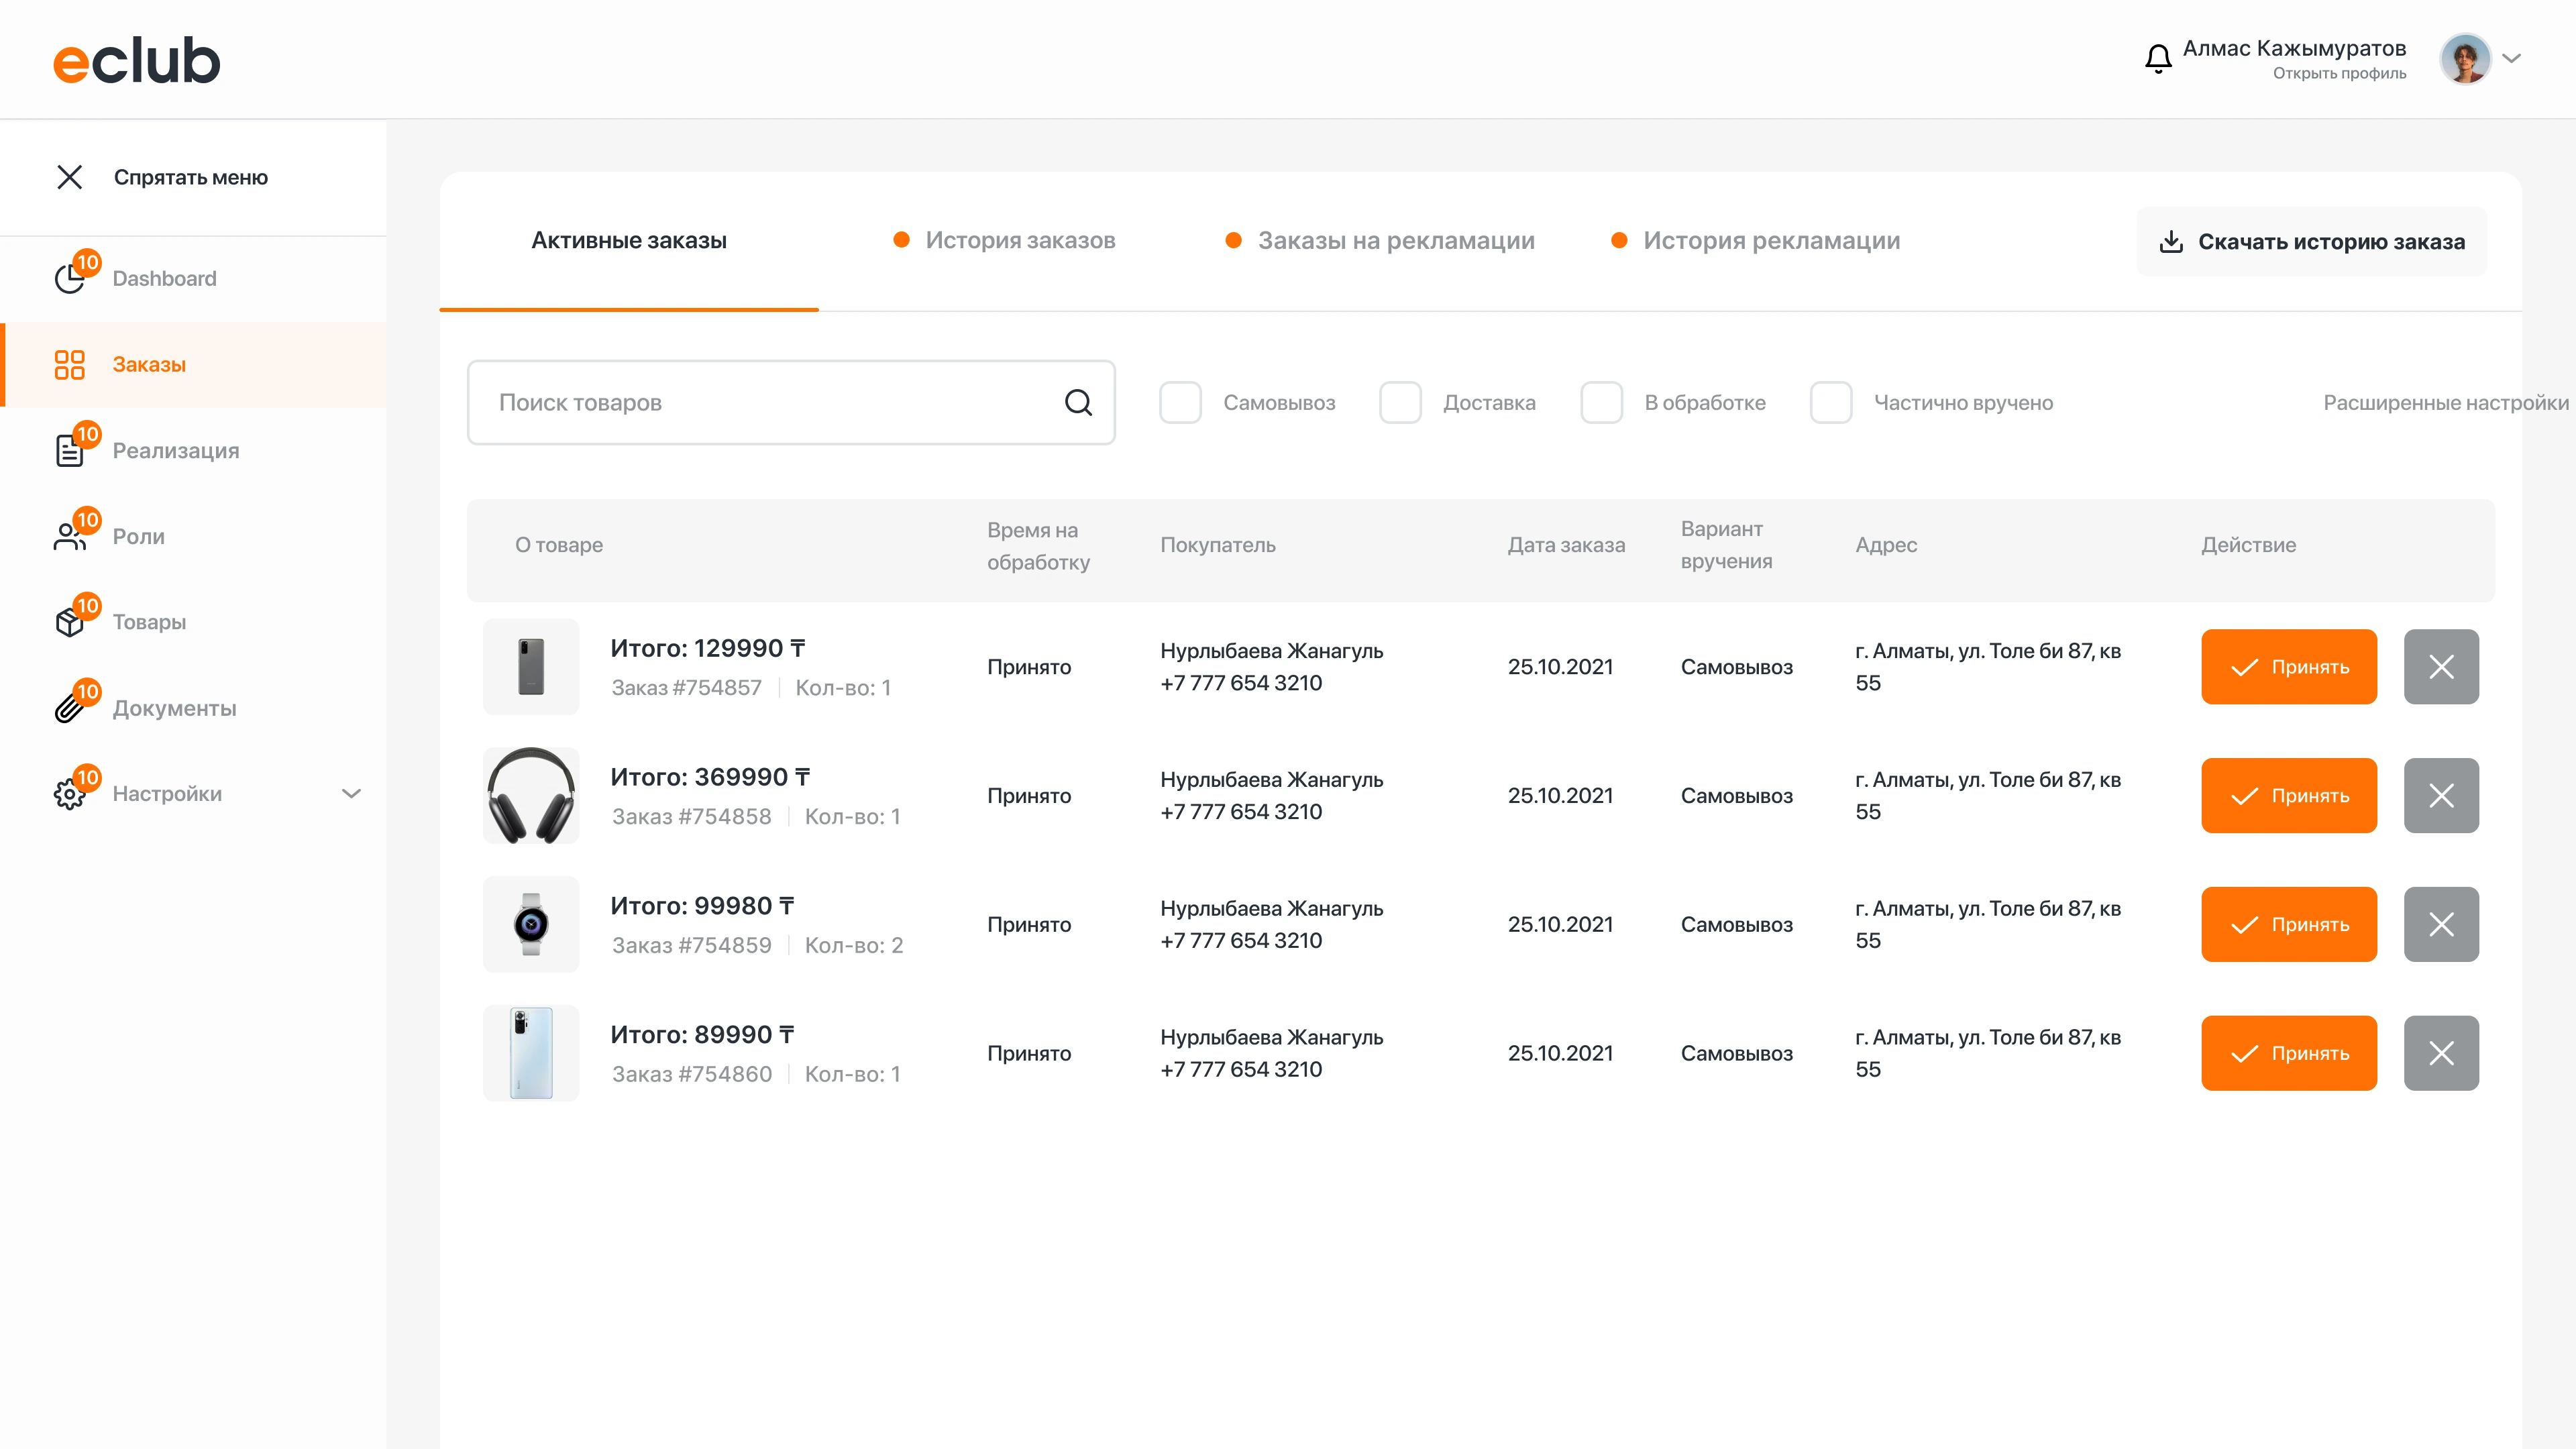 eclub
Алмас Кажымуратов
Открыть профиль
Спрятать меню
10
Dashboard
Заказы
10
Реализация
10
Роли
10
Товары
10
Документы
10
Настройки
Активные заказы
История заказов
Заказы на рекламации
История рекламации
Скачать историю заказа
Поиск товаров
Самовывоз
Доставка
В обработке
Частично вручено
Расширенные настройки
О товаре
Время на
обработку
Покупатель
Дата заказа
Вариант
вручения
Адрес
Действие
Итого: 129990 ₸
Заказ #754857
Кол-во: 1
Принято
Нурлыбаева Жанагуль
+7 777 654 3210
25.10.2021
Самовывоз
г. Алматы, ул. Толе би 87, кв
55
Принять
Итого: 369990 ₸
Заказ #754858
Кол-во: 1
Принято
Нурлыбаева Жанагуль
+7 777 654 3210
25.10.2021
Самовывоз
г. Алматы, ул. Толе би 87, кв
55
Принять
Итого: 99980 ₸
Заказ #754859
Кол-во: 2
Принято
Нурлыбаева Жанагуль
+7 777 654 3210
25.10.2021
Самовывоз
г. Алматы, ул. Толе би 87, кв
55
Принять
Итого: 89990 ₸
Заказ #754860
Кол-во: 1
Принято
Нурлыбаева Жанагуль
+7 777 654 3210
25.10.2021
Самовывоз
г. Алматы, ул. Толе би 87, кв
55
Принять